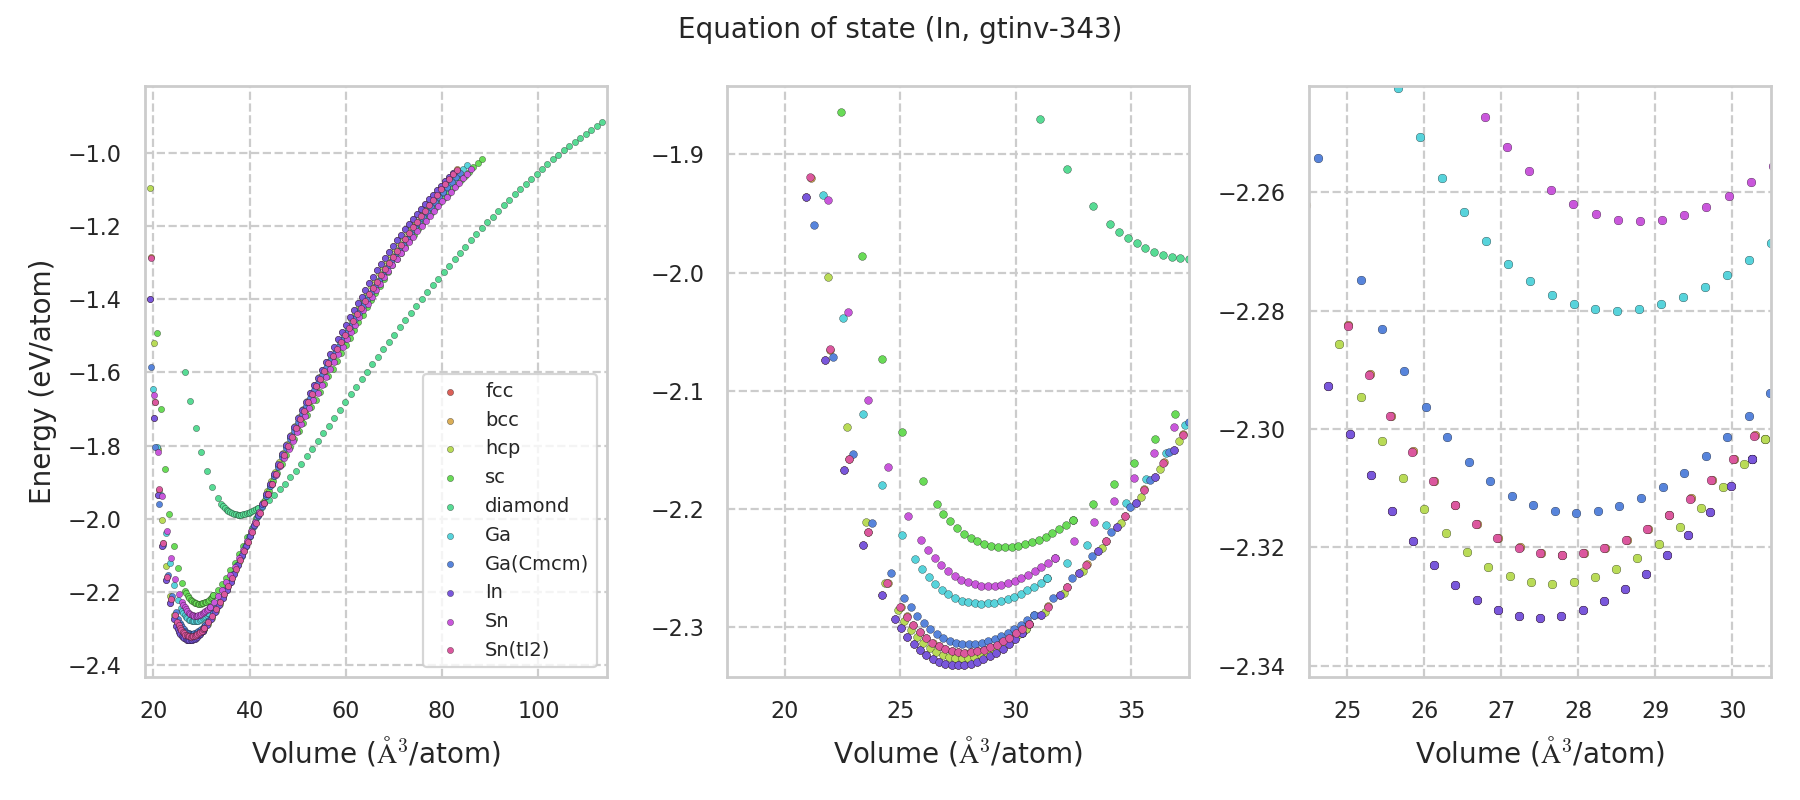 Equation of state (In, gtinv-343)
Energy (eV/atom)
−1.0
−1.2
−1.4
−1.6
−1.8
−2.0
−2.2
−2.4
20 40 60 80 100
Volume (Å³/atom)
fcc
bcc
hcp
sc
diamond
Ga
Ga(Cmcm)
In
Sn
Sn(tI2)
−1.9
−2.0
−2.1
−2.2
−2.3
20 25 30 35
Volume (Å³/atom)
−2.26
−2.28
−2.30
−2.32
−2.34
25 26 27 28 29 30
Volume (Å³/atom)